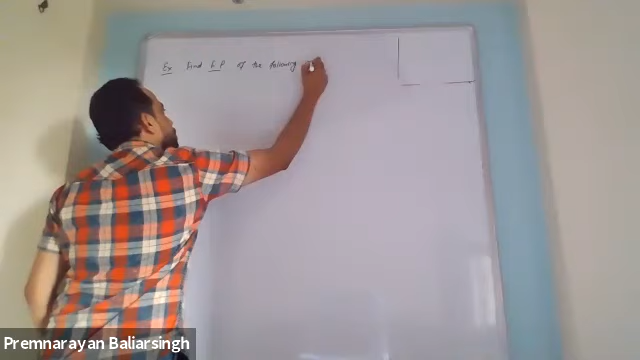 Ex Find E.P of the following
Premnarayan Baliarsingh